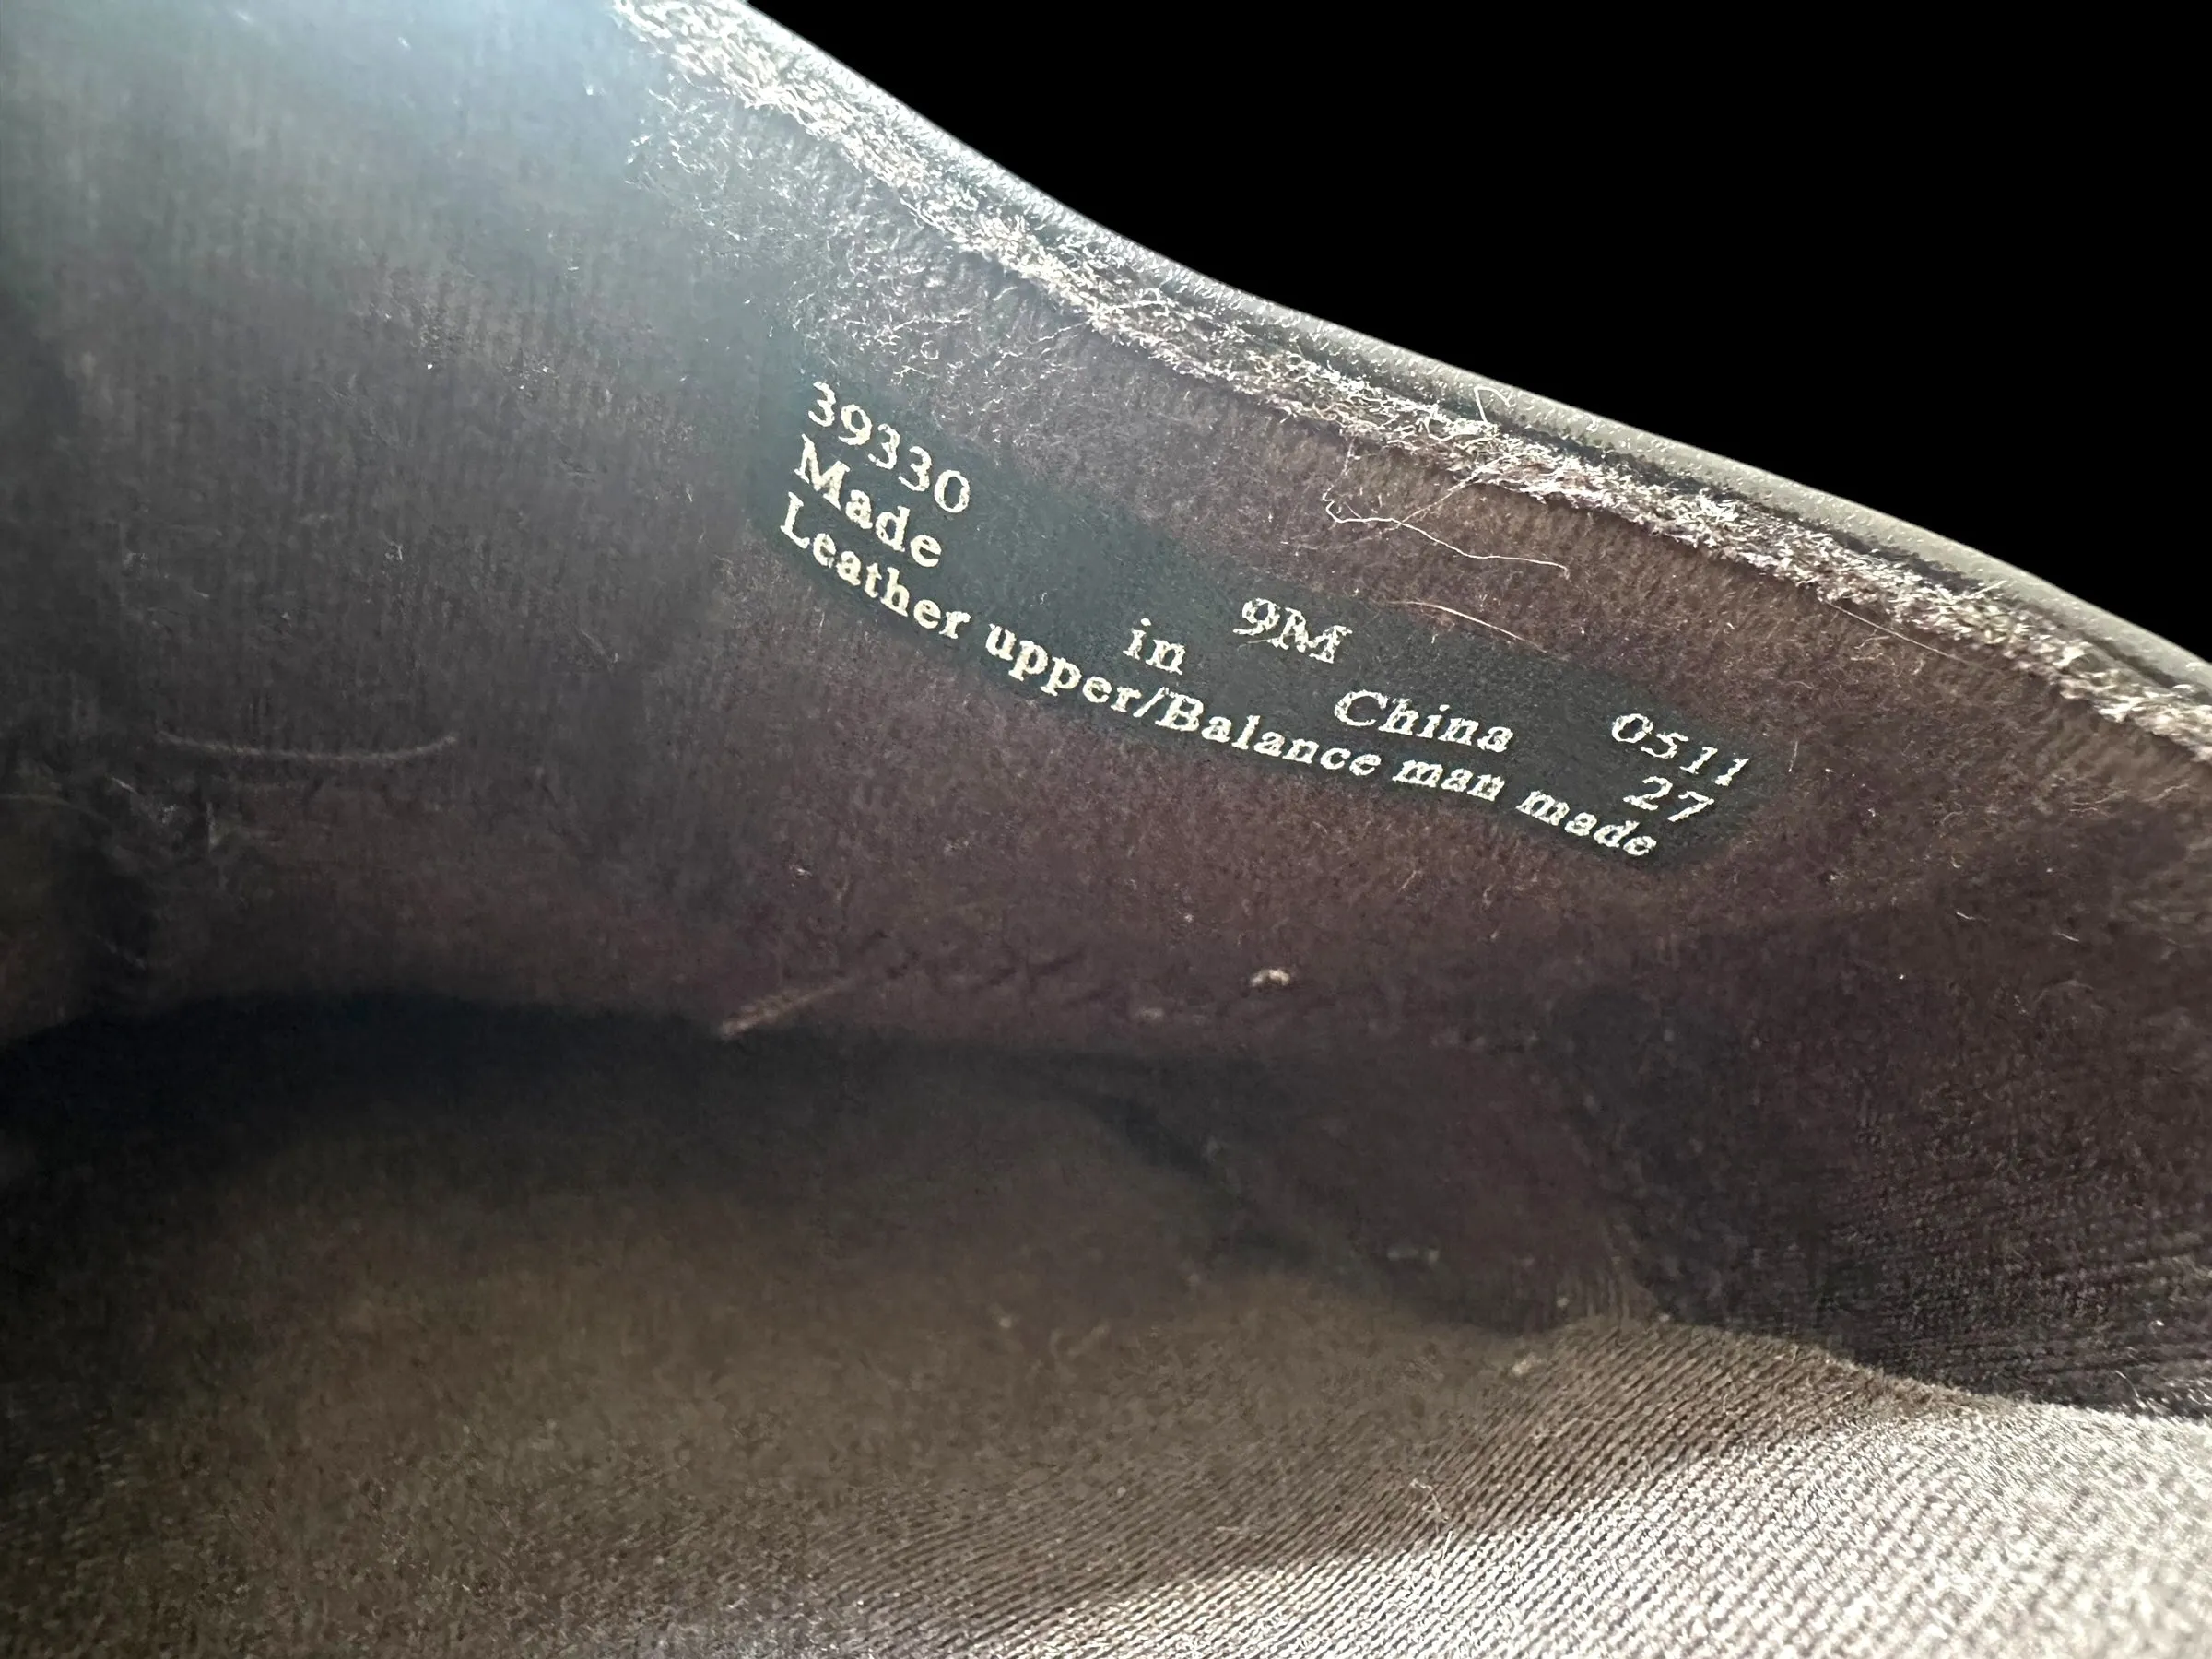 39330 9M 0511
Made in China 27
Leather upper/Balance man made